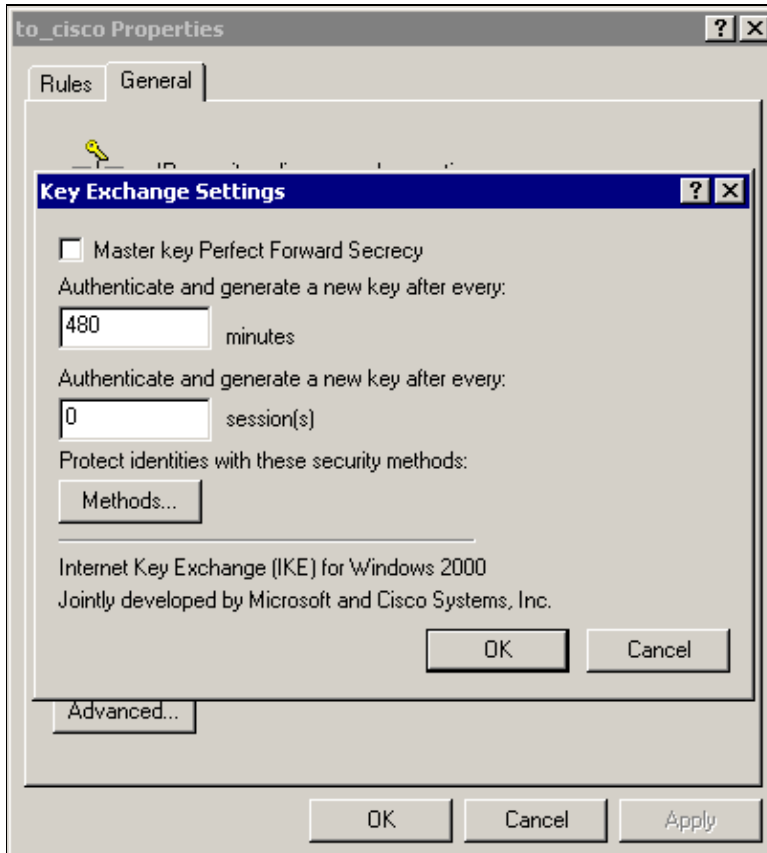 to_cisco Properties
Rules General
Key Exchange Settings
Master key Perfect Forward Secrecy
Authenticate and generate a new key after every:
480 minutes
Authenticate and generate a new key after every:
0 session(s)
Protect identities with these security methods:
Methods...
Internet Key Exchange (IKE) for Windows 2000
Jointly developed by Microsoft and Cisco Systems, Inc.
OK Cancel
Advanced...
OK Cancel Apply